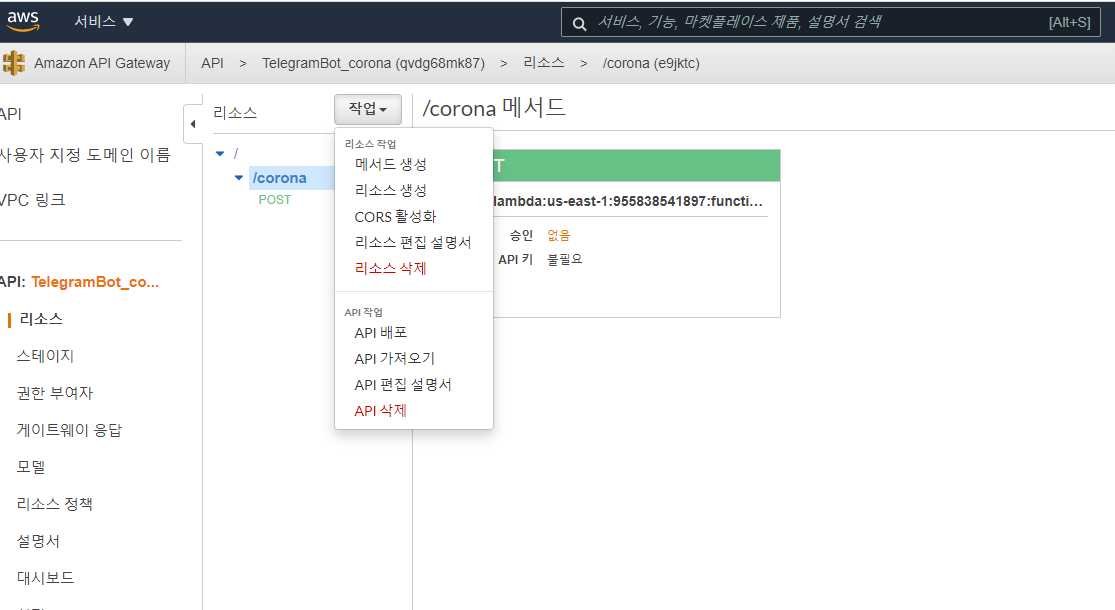 aws
서비스
서비스, 기능, 마켓플레이스 제품, 설명서 검색
[Alt+S]
Amazon API Gateway
API > TelegramBot_corona (qvdg68mk87) > 리소스 > /corona (e9jktc)
API
사용자 지정 도메인 이름
VPC 링크
API: TelegramBot_co...
리소스
스테이지
권한 부여자
게이트웨이 응답
모델
리소스 정책
설명서
대시보드
리소스
작업
/
/corona
POST
리소스 작업
메서드 생성
리소스 생성
CORS 활성화
리소스 편집 설명서
리소스 삭제
API 작업
API 배포
API 가져오기
API 편집 설명서
API 삭제
/corona 메서드
T
lambda:us-east-1:955838541897:functi...
승인 없음
API 키 불필요